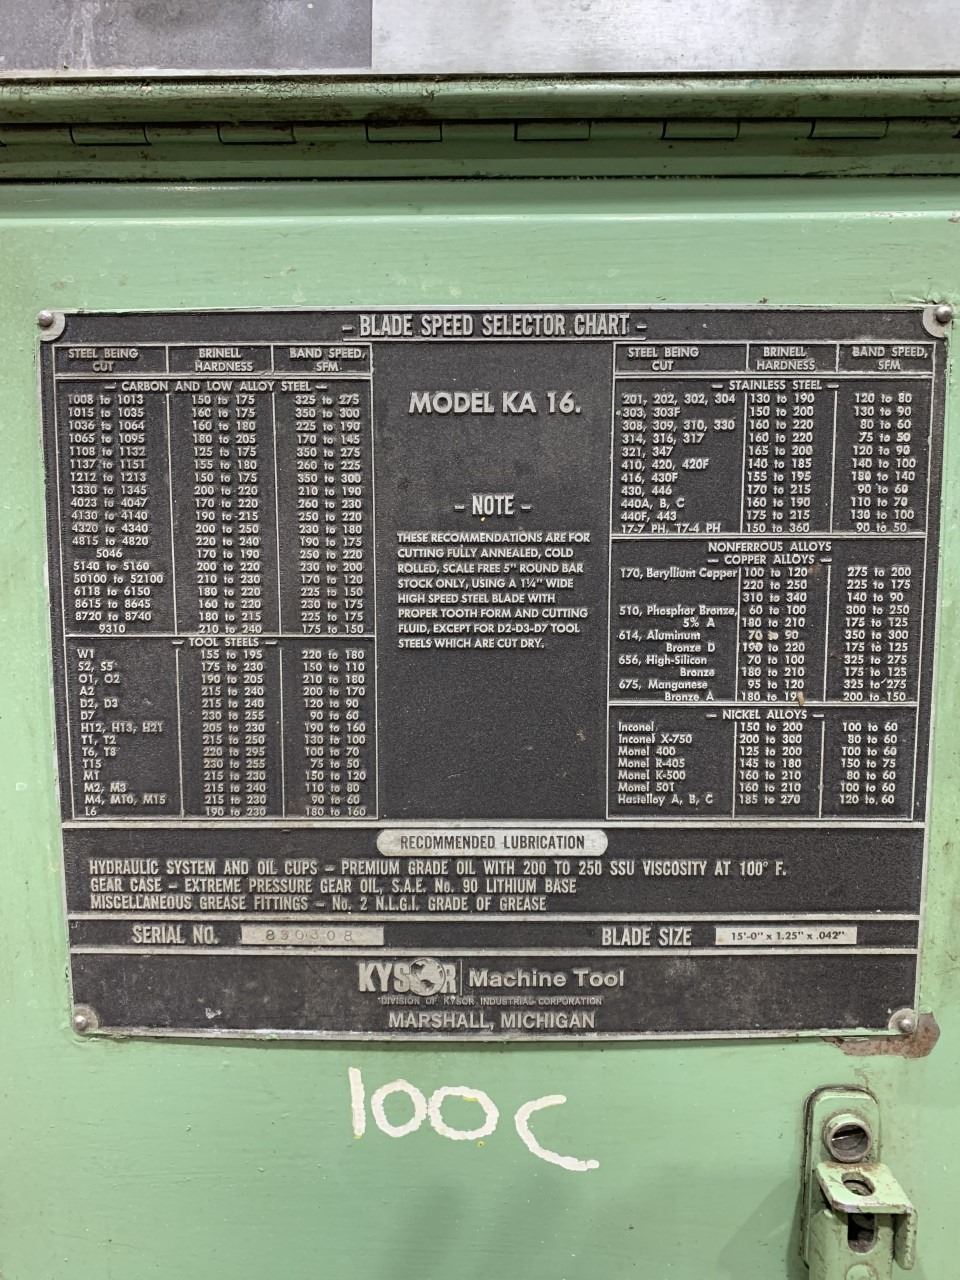 - BLADE SPEED SELECTOR CHART -
STEEL BEING CUT BRINELL HARDNESS BAND SPEED, SFM
— CARBON AND LOW ALLOY STEEL —
1008 to 1013 150 to 175 325 to 275
1015 to 1035 160 to 175 350 to 300
1036 to 1064 160 to 180 225 to 190
1065 to 1095 180 to 205 170 to 145
1108 to 1132 125 to 175 350 to 275
1137 to 1151 155 to 180 260 to 225
1212 to 1213 150 to 175 350 to 300
1330 to 1345 200 to 220 210 to 190
4023 to 4047 170 to 220 260 to 230
4130 to 4140 190 to 215 250 to 230
4320 to 4340 200 to 250 230 to 180
4815 to 4820 220 to 240 200 to 190
5046 170 to 190 250 to 220
5140 to 5160 200 to 220 230 to 200
50100 to 52100 210 to 230 170 to 120
6118 to 6150 180 to 220 225 to 150
8615 to 8645 160 to 220 230 to 175
8720 to 8740 180 to 210 225 to 175
9310 210 to 240 175 to 150
— TOOL STEELS —
W1 155 to 195 220 to 180
S2, S5 175 to 230 150 to 110
O1, O2 190 to 205 210 to 180
A2 215 to 240 200 to 170
D2, D3 215 to 240 120 to 90
D7 230 to 255 90 to 60
H12, H13, H21 205 to 230 190 to 160
T1, T2 215 to 250 130 to 100
T6, T8 220 to 295 100 to 70
T15 230 to 255 75 to 50
M1 215 to 230 150 to 120
M2, M3 215 to 240 110 to 80
M4, M10, M15 215 to 230 90 to 60
L6 190 to 230 180 to 160
MODEL KA 16.
- NOTE -
THESE RECOMMENDATIONS ARE FOR
CUTTING FULLY ANNEALED, COLD
ROLLED, SCALE FREE 5" ROUND BAR
STOCK ONLY, USING A 1¼" WIDE
HIGH SPEED STEEL BLADE WITH
PROPER TOOTH FORM AND CUTTING
FLUID, EXCEPT FOR D2-D3-D7 TOOL
STEELS WHICH ARE CUT DRY.
STEEL BEING CUT BRINELL HARDNESS BAND SPEED, SFM
— STAINLESS STEEL —
201, 202, 302, 304 130 to 190 120 to 80
303, 303F 150 to 200 130 to 90
308, 309, 310, 330 160 to 220 80 to 60
314, 316, 317 160 to 220 75 to 50
321, 347 165 to 200 120 to 90
410, 420, 420F 140 to 185 140 to 100
416, 430F 155 to 195 180 to 140
430, 446 170 to 215 90 to 60
440A, B, C 160 to 195 110 to 70
440F, 443 175 to 215 130 to 100
17-7 PH, 17-4 PH 150 to 360 90 to 50
NONFERROUS ALLOYS
— COPPER ALLOYS —
170, Beryllium Copper 100 to 120 275 to 200
220 to 250 225 to 175
310 to 340 140 to 90
510, Phosphor Bronze, 60 to 100 300 to 250
5% A 180 to 210 175 to 125
614, Aluminum 70 to 90 350 to 300
Bronze D 190 to 220 175 to 125
656, High-Silicon 70 to 100 325 to 275
Bronze 180 to 210 175 to 125
675, Manganese 95 to 120 325 to 275
Bronze A 180 to 200 to 150
— NICKEL ALLOYS —
Inconel 150 to 200 100 to 60
Inconel X-750 200 to 300 80 to 60
Monel 400 125 to 200 100 to 60
Monel R-405 145 to 180 150 to 75
Monel K-500 160 to 210 80 to 60
Monel 501 160 to 210 100 to 60
Hastelloy A, B, C 185 to 270 120 to 60
RECOMMENDED LUBRICATION
HYDRAULIC SYSTEM AND OIL CUPS – PREMIUM GRADE OIL WITH 200 TO 250 SSU VISCOSITY AT 100° F.
GEAR CASE – EXTREME PRESSURE GEAR OIL, S.A.E. No. 90 LITHIUM BASE
MISCELLANEOUS GREASE FITTINGS – No. 2 N.L.G.I. GRADE OF GREASE
SERIAL NO. 830308 BLADE SIZE 15'-0" x 1.25" x .042"
KYSOR Machine Tool
DIVISION OF KYSOR INDUSTRIAL CORPORATION
MARSHALL, MICHIGAN
100C